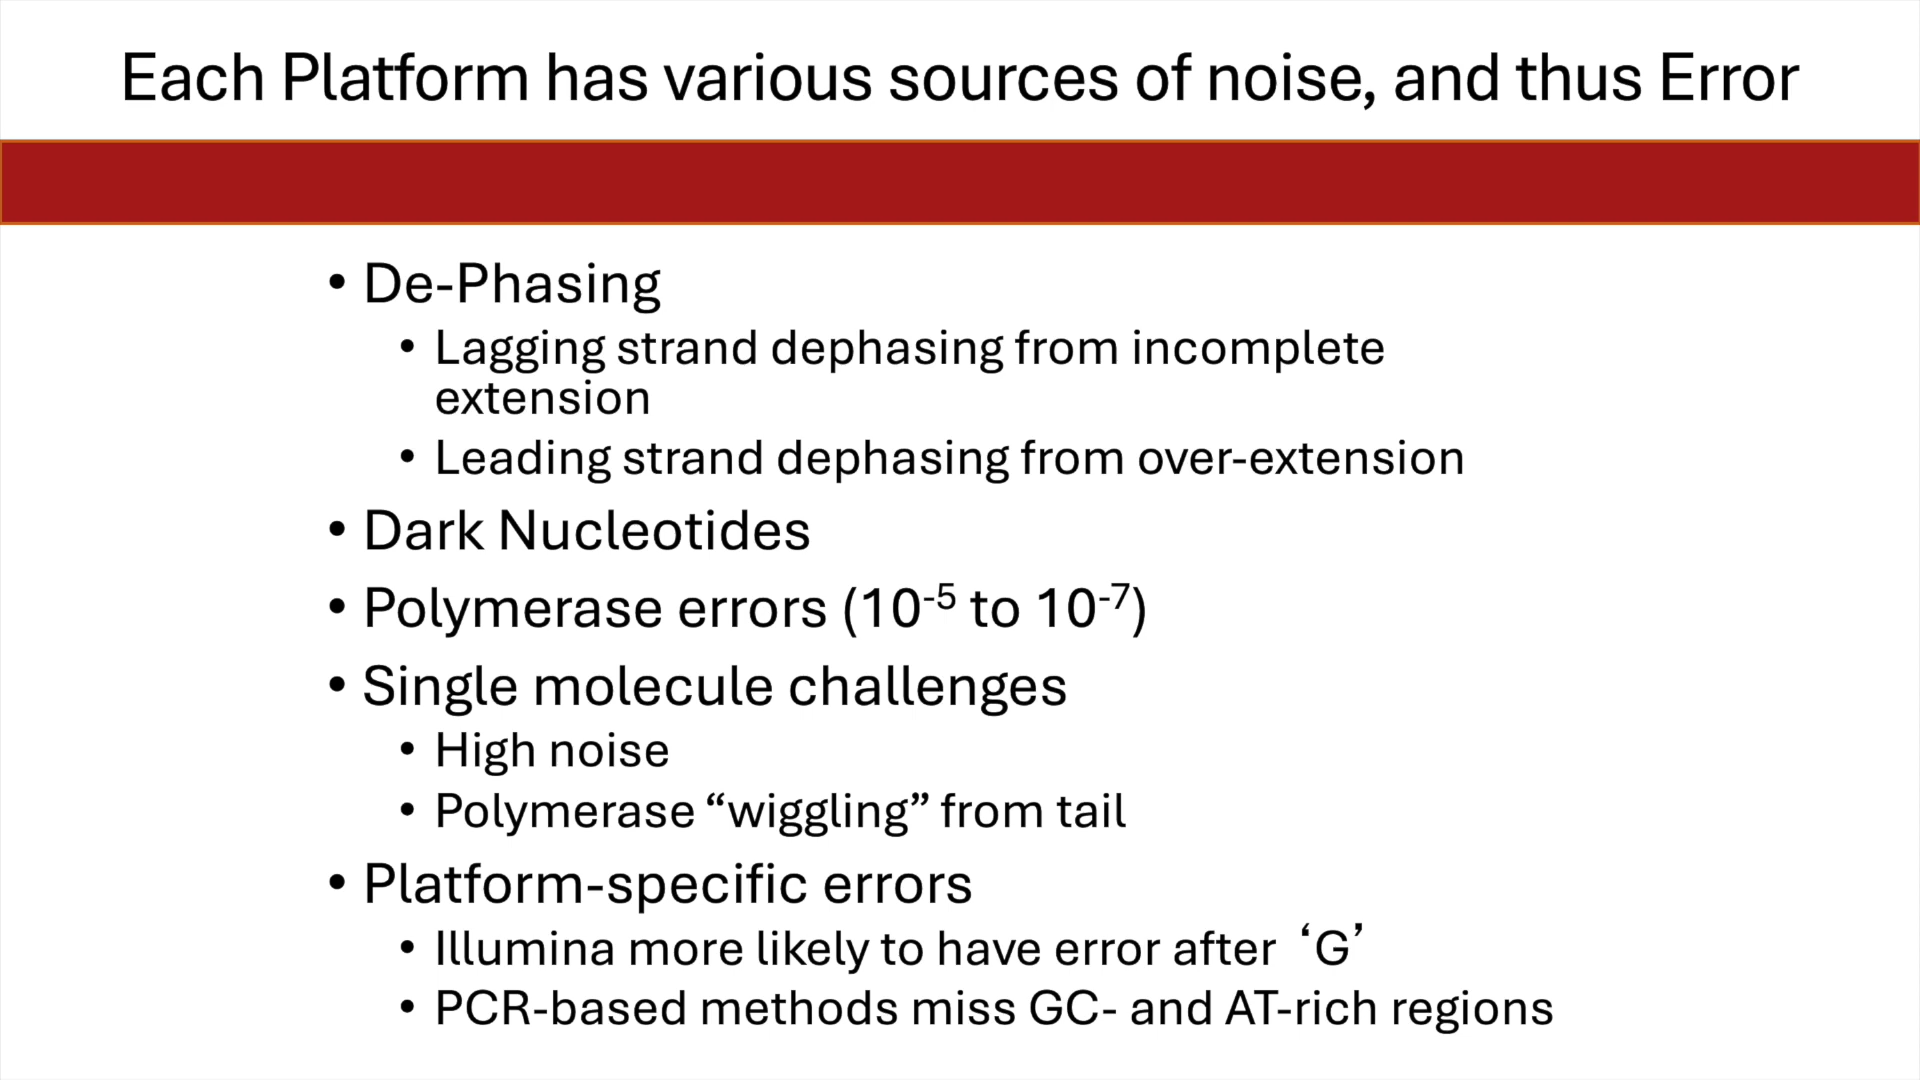 Each Platform has various sources of noise, and thus Error
• De-Phasing
• Lagging strand dephasing from incomplete
extension
• Leading strand dephasing from over-extension
• Dark Nucleotides
• Polymerase errors (10⁻⁵ to 10⁻⁷)
• Single molecule challenges
• High noise
• Polymerase “wiggling” from tail
• Platform-specific errors
• Illumina more likely to have error after ‘G’
• PCR-based methods miss GC- and AT-rich regions